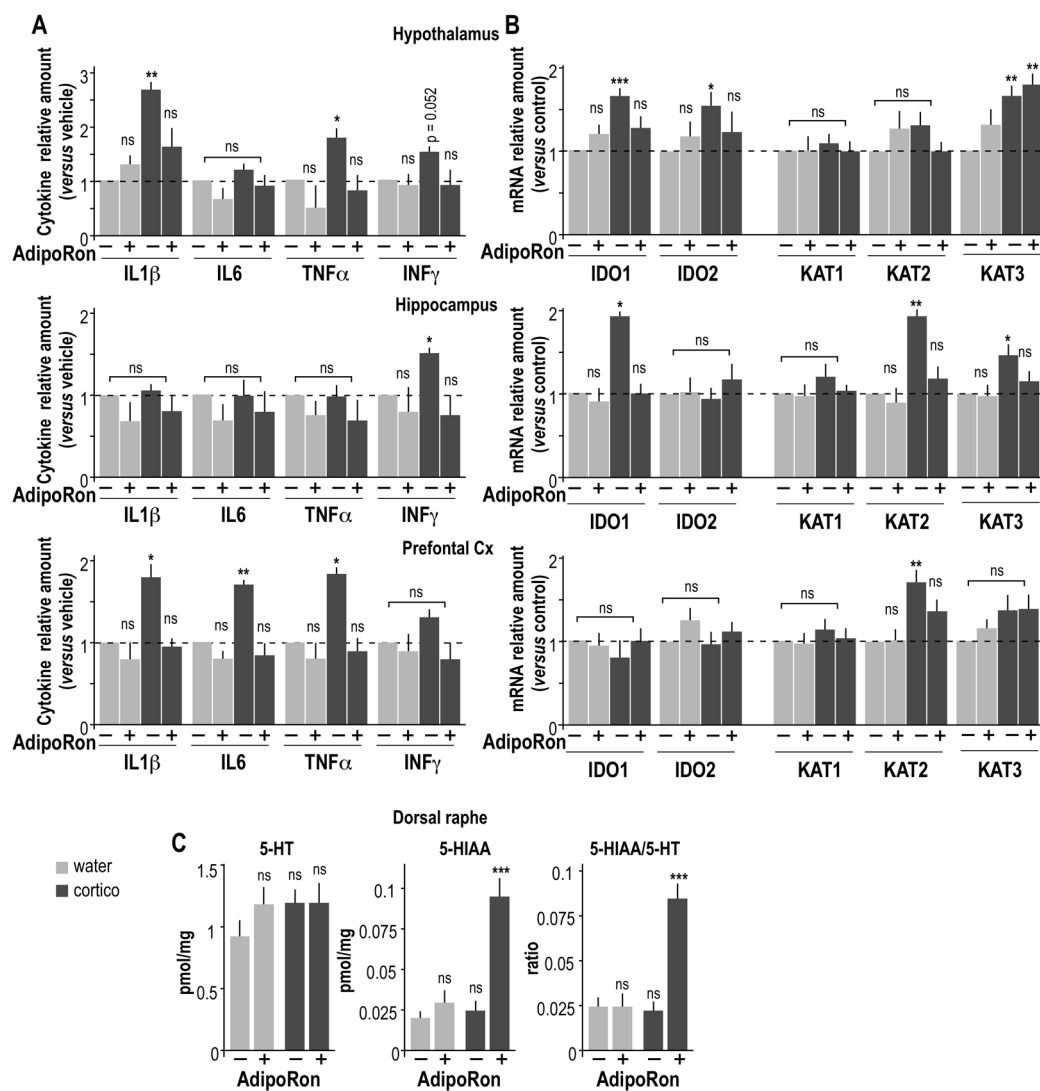 A
B
Hypothalamus
Cytokine relative amount
(versus vehicle)
3
2
1
0
ns
**
ns
ns
ns
*
ns
p = 0.052
AdipoRon
− + − + − + − + − + − + − + − +
IL1β
IL6
TNFα
INFγ
mRNA relative amount
(versus control)
2
1
0
ns
***
ns
ns
*
ns
ns
ns
ns
**
**
AdipoRon
− + − + − + − + − + − + − + − + − + − +
IDO1
IDO2
KAT1
KAT2
KAT3
Hippocampus
Cytokine relative amount
(versus vehicle)
2
1
0
ns
ns
ns
ns
*
ns
AdipoRon
− + − + − + − + − + − + − + − +
IL1β
IL6
TNFα
INFγ
mRNA relative amount
(versus control)
2
1
0
ns
*
ns
ns
ns
ns
**
ns
ns
*
ns
AdipoRon
− + − + − + − + − + − + − + − + − + − +
IDO1
IDO2
KAT1
KAT2
KAT3
Prefontal Cx
Cytokine relative amount
(versus vehicle)
2
1
0
ns
*
ns
ns
**
ns
ns
*
ns
ns
AdipoRon
− + − + − + − + − + − + − + − +
IL1β
IL6
TNFα
INFγ
mRNA relative amount
(versus control)
2
1
0
ns
ns
ns
ns
**
ns
ns
AdipoRon
− + − + − + − + − + − + − + − + − + − +
IDO1
IDO2
KAT1
KAT2
KAT3
Dorsal raphe
C
water
cortico
5-HT
pmol/mg
1.5
1
0.5
0
ns
ns
ns
− + − +
AdipoRon
5-HIAA
pmol/mg
0.1
0.075
0.05
0.025
0
ns
ns
***
− + − +
AdipoRon
5-HIAA/5-HT
ratio
0.1
0.075
0.05
0.025
0
ns
ns
***
− + − +
AdipoRon